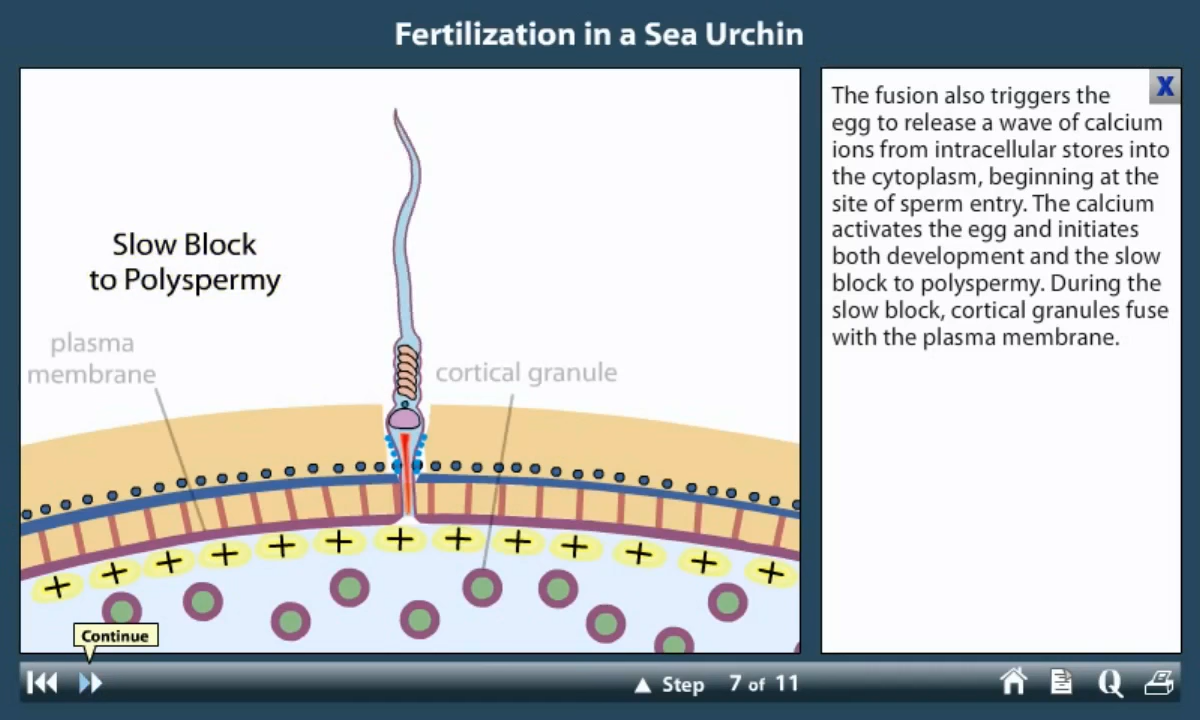 Fertilization in a Sea Urchin
Slow Block
to Polyspermy
plasma
membrane
cortical granule
+ + + + + + + + + + + + +
Continue
Step 7 of 11
X
The fusion also triggers the
egg to release a wave of calcium
ions from intracellular stores into
the cytoplasm, beginning at the
site of sperm entry. The calcium
activates the egg and initiates
both development and the slow
block to polyspermy. During the
slow block, cortical granules fuse
with the plasma membrane.
Q